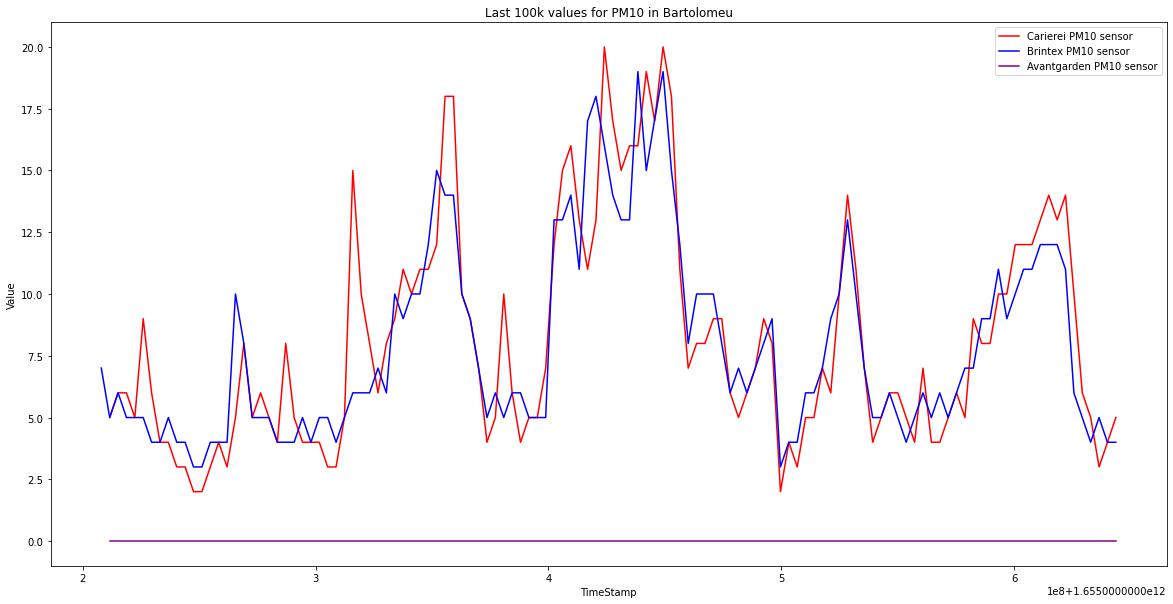 Last 100k values for PM10 in Bartolomeu
Carierei PM10 sensor
Brintex PM10 sensor
Avantgarden PM10 sensor
20.0
17.5
15.0
12.5
10.0
7.5
5.0
2.5
0.0
Value
2 3 4 5 6
1e8+1.6550000000e12
TimeStamp